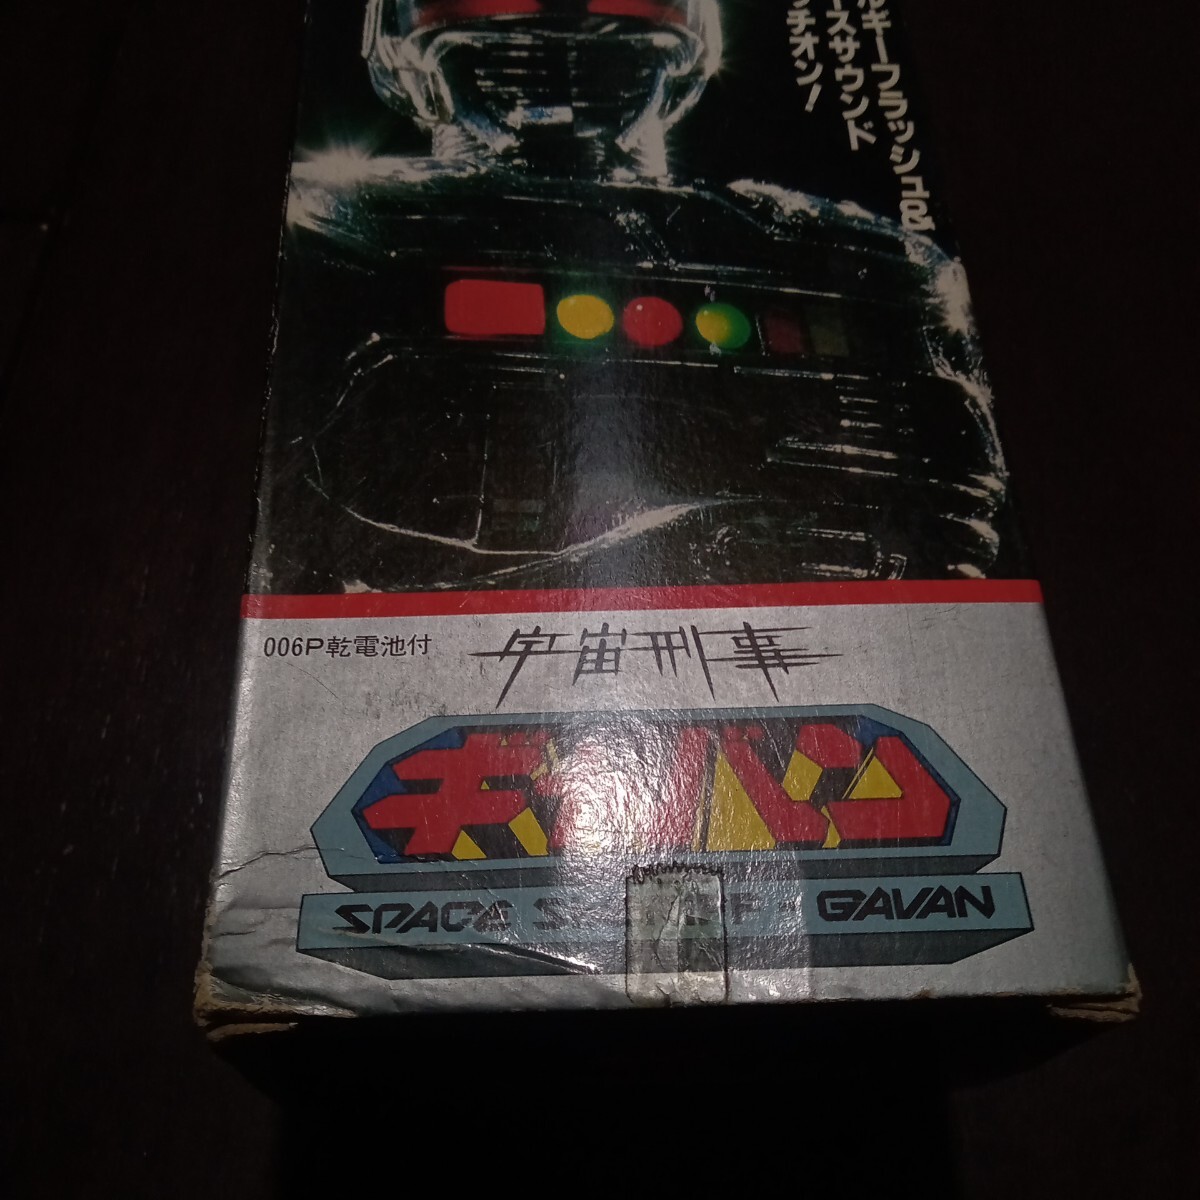 ルギーフラッシュ&
ースサウンド
ッチオン!
006P乾電池付
宇宙刑事
ギャバン
SPACE
GAVAN